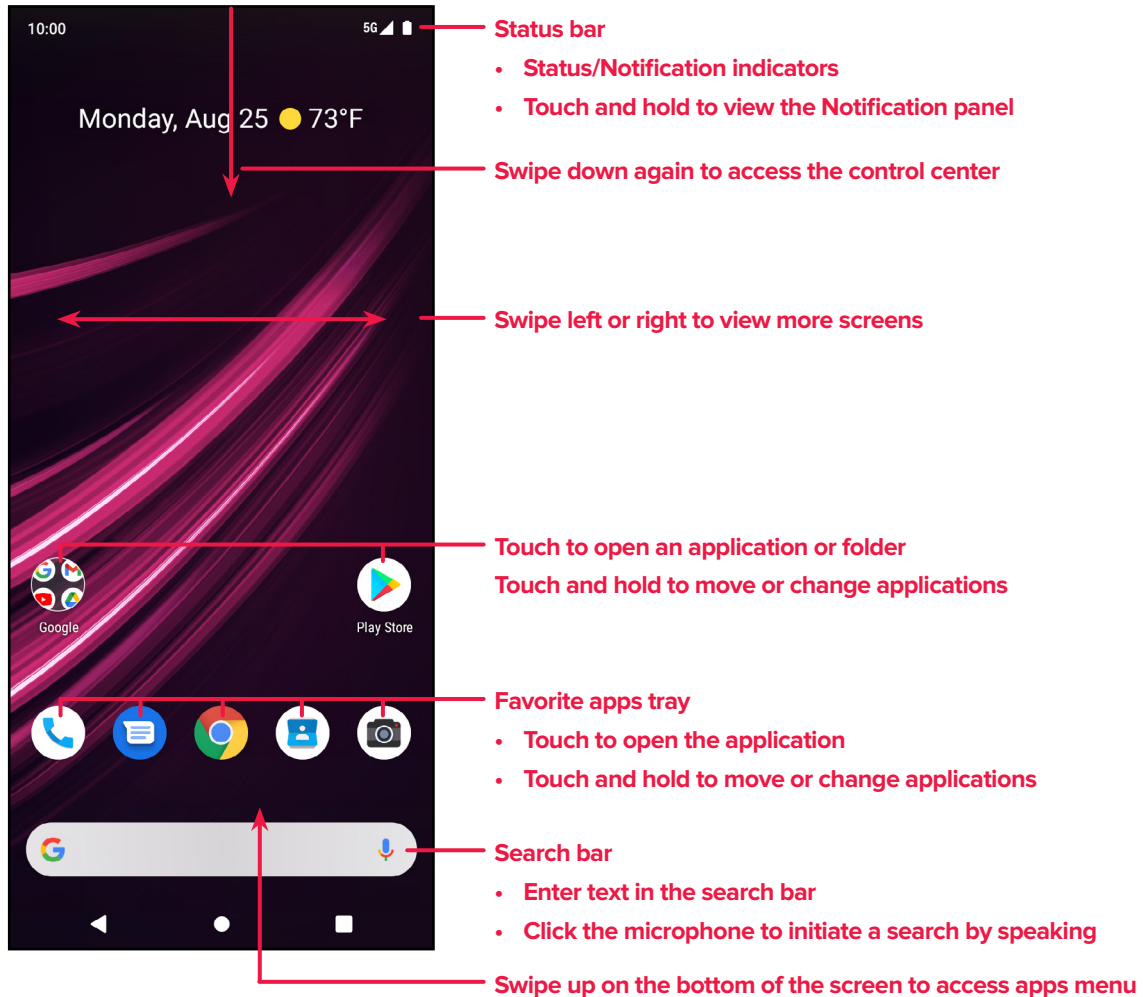 10:00
5G
Monday, Aug 25 73°F
Google
Play Store
Status bar
• Status/Notification indicators
• Touch and hold to view the Notification panel
Swipe down again to access the control center
Swipe left or right to view more screens
Touch to open an application or folder
Touch and hold to move or change applications
Favorite apps tray
• Touch to open the application
• Touch and hold to move or change applications
Search bar
• Enter text in the search bar
• Click the microphone to initiate a search by speaking
Swipe up on the bottom of the screen to access apps menu